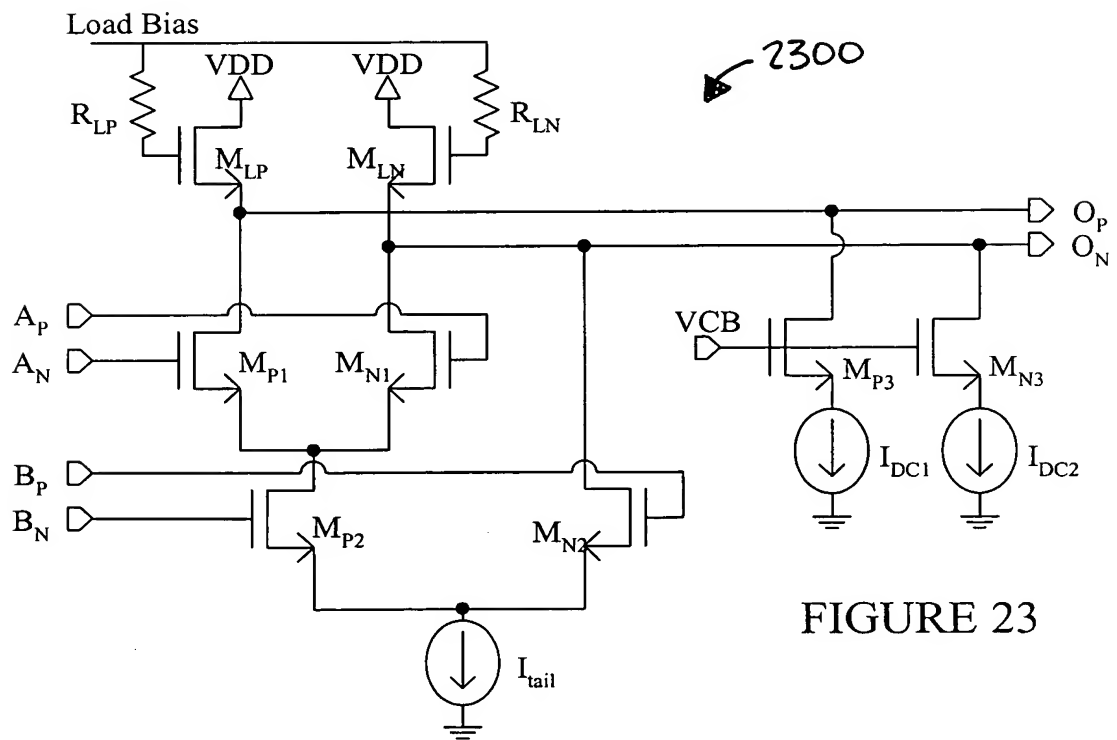 Load Bias
2300
VDD VDD
R_LP R_LN
M_LP M_LN
O_P
O_N
A_P
VCB
A_N
M_P1 M_N1 M_P3 M_N3
B_P
I_DC1 I_DC2
B_N
M_P2 M_N2
FIGURE 23
I_tail